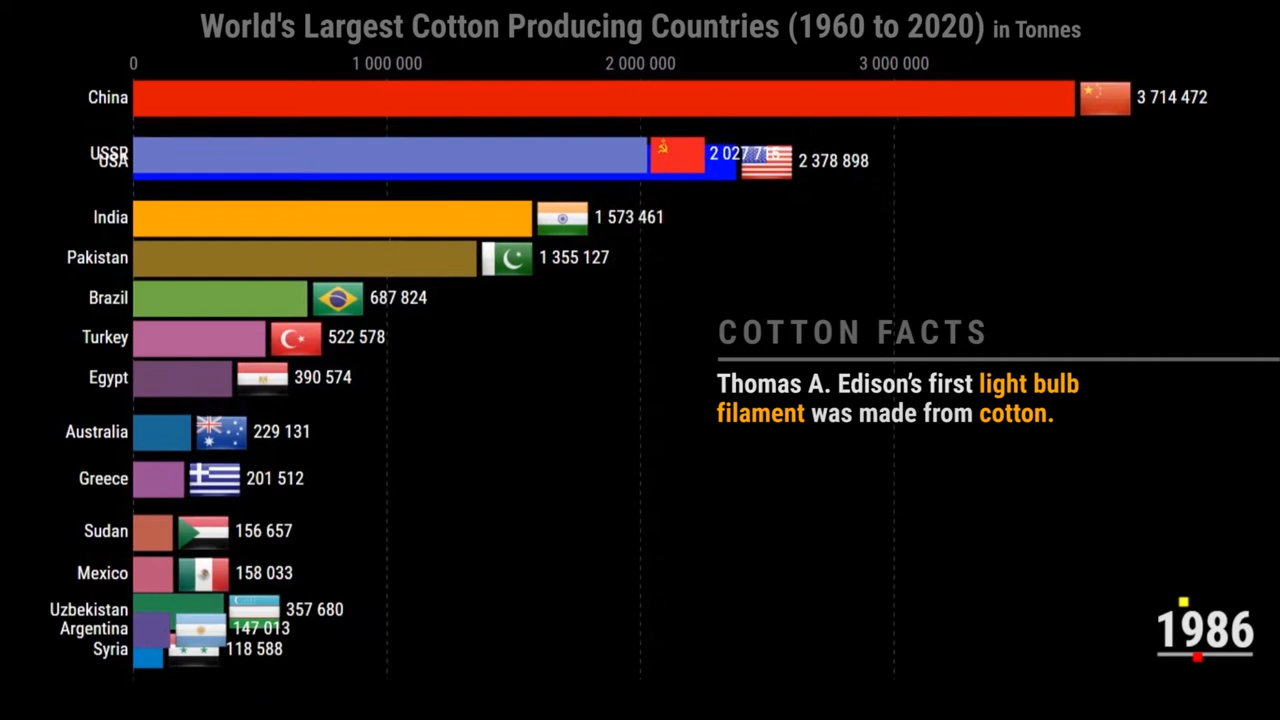 World's Largest Cotton Producing Countries (1960 to 2020) in Tonnes
0 1 000 000 2 000 000 3 000 000
China 3 714 472
USSR 2 027 715
USA 2 378 898
India 1 573 461
Pakistan 1 355 127
Brazil 687 824
Turkey 522 578
Egypt 390 574
Australia 229 131
Greece 201 512
Sudan 156 657
Mexico 158 033
Uzbekistan 357 680
Argentina 147 013
Syria 118 588
COTTON FACTS
Thomas A. Edison's first light bulb
filament was made from cotton.
1986